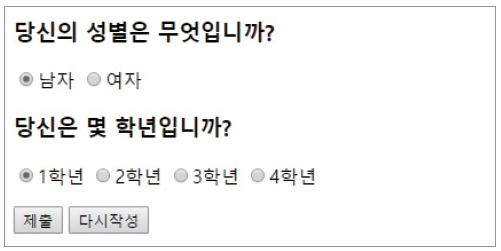 당신의 성별은 무엇입니까?
남자 여자
당신은 몇 학년입니까?
1학년 2학년 3학년 4학년
제출 다시작성